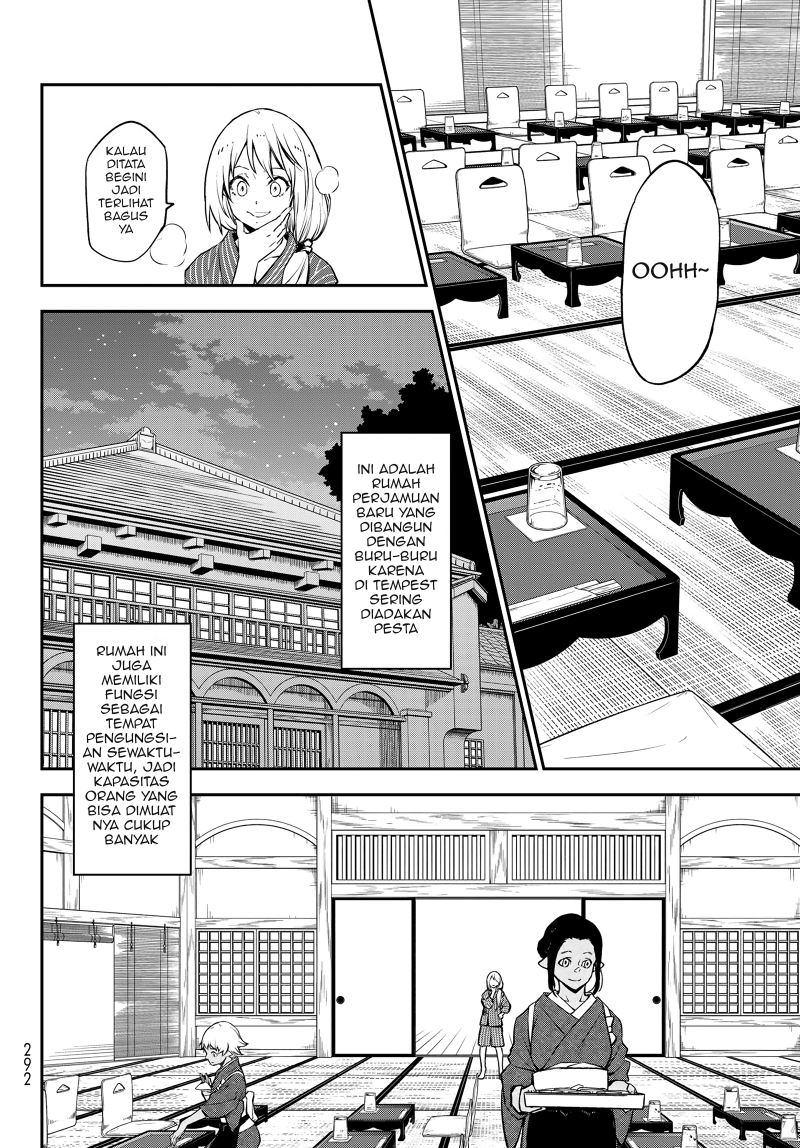 OOHH~
KALAU
DITATA
BEGINI
JADI
TERLIHAT
BAGUS
YA
INI ADALAH
RUMAH
PERJAMUAN
BARU YANG
DIBANGUN
DENGAN
BURU-BURU
KARENA
DI TEMPEST
SERING
DIADAKAN
PESTA
RUMAH INI
JUGA
MEMILIKI
FUNGSI
SEBAGAI
TEMPAT
PENGUNGSI-
AN SEWAKTU-
WAKTU, JADI
KAPASITAS
ORANG YANG
BISA DIMUAT
NYA CUKUP
BANYAK
292